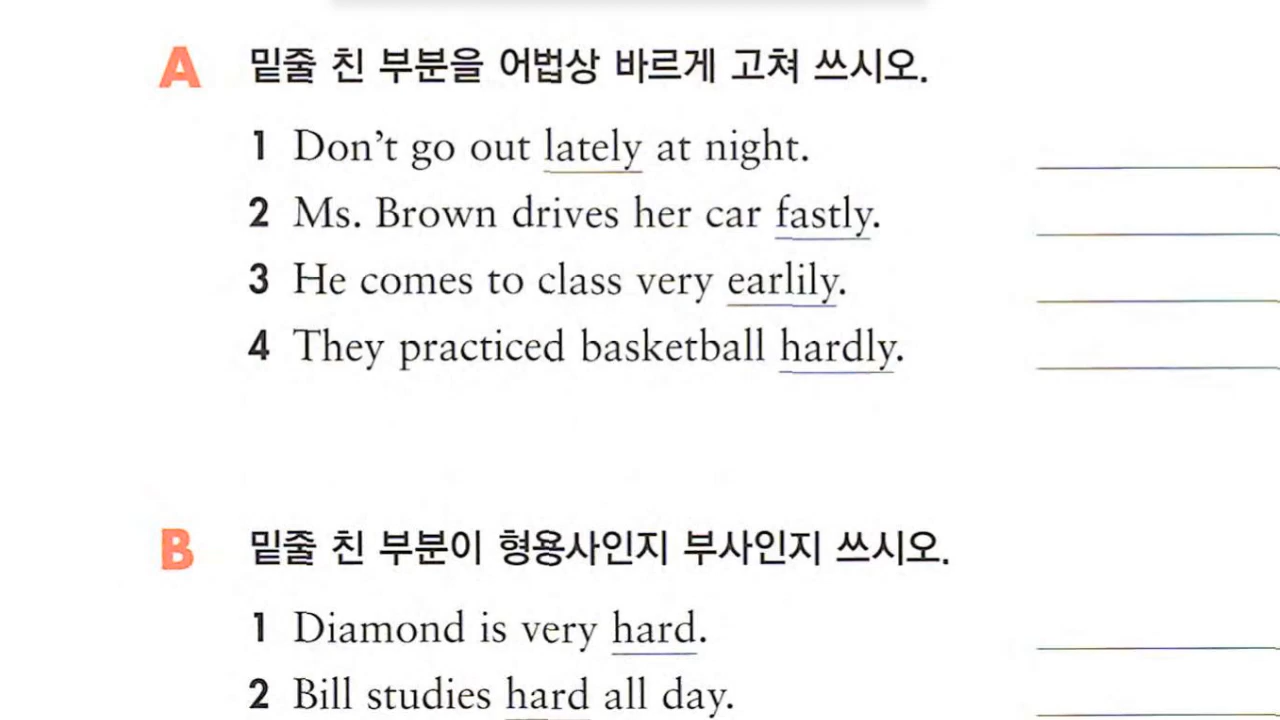 A 밑줄 친 부분을 어법상 바르게 고쳐 쓰시오.
1 Don't go out lately at night.
2 Ms. Brown drives her car fastly.
3 He comes to class very earlily.
4 They practiced basketball hardly.
B 밑줄 친 부분이 형용사인지 부사인지 쓰시오.
1 Diamond is very hard.
2 Bill studies hard all day.